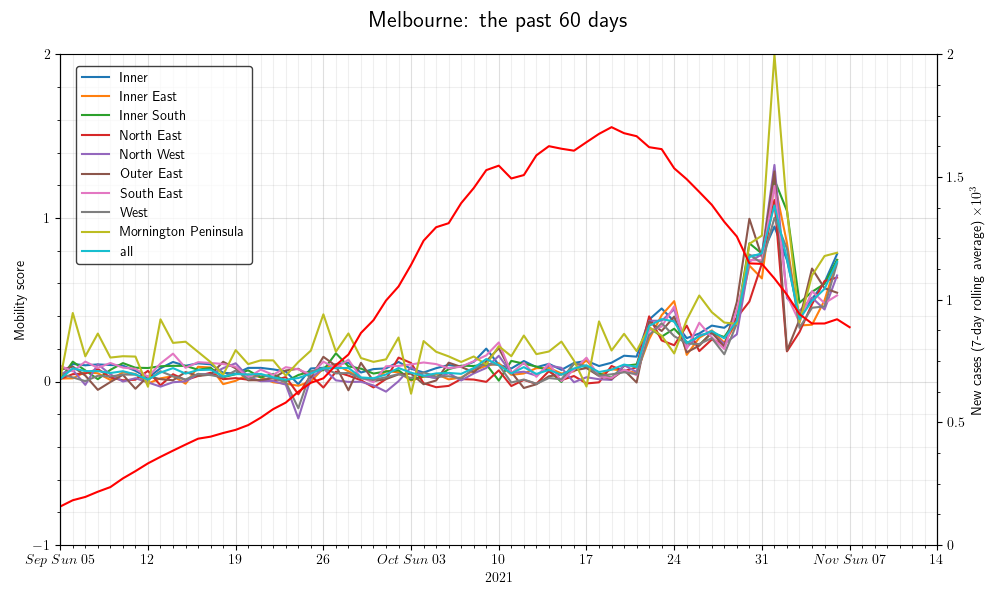 Melbourne: the past 60 days
Inner
Inner East
Inner South
North East
North West
Outer East
South East
West
Mornington Peninsula
all
Mobility score
2
1
0
−1
New cases (7-day rolling average) ×10³
2
1.5
1
0.5
0
Sep Sun 05
12
19
26
Oct Sun 03
10
17
24
31
Nov Sun 07
14
2021